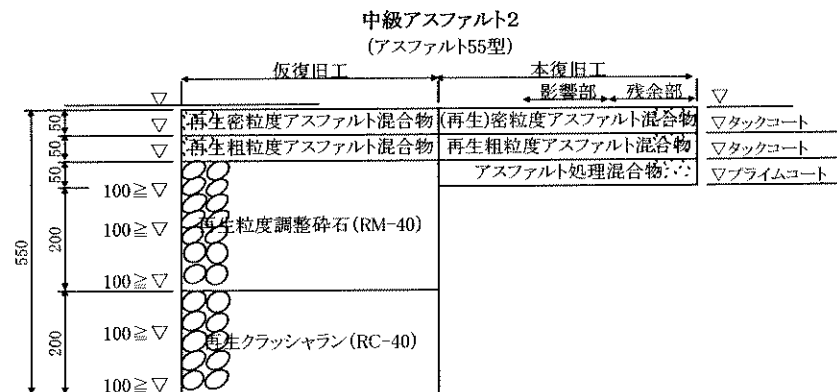 中級アスファルト2
(アスファルト55型)
仮復旧工 本復旧工
影響部 残余部
▽ ▽
50 ▽ 再生密粒度アスファルト混合物 (再生)密粒度アスファルト混合物 ▽タックコート
50 ▽ 再生粗粒度アスファルト混合物 再生粗粒度アスファルト混合物 ▽タックコート
50 アスファルト処理混合物 ▽プライムコート
100≧▽
550 200 100≧▽ 再生粒度調整砕石(RM-40)
100≧▽
200 100≧▽ 再生クラッシャラン(RC-40)
100≧▽